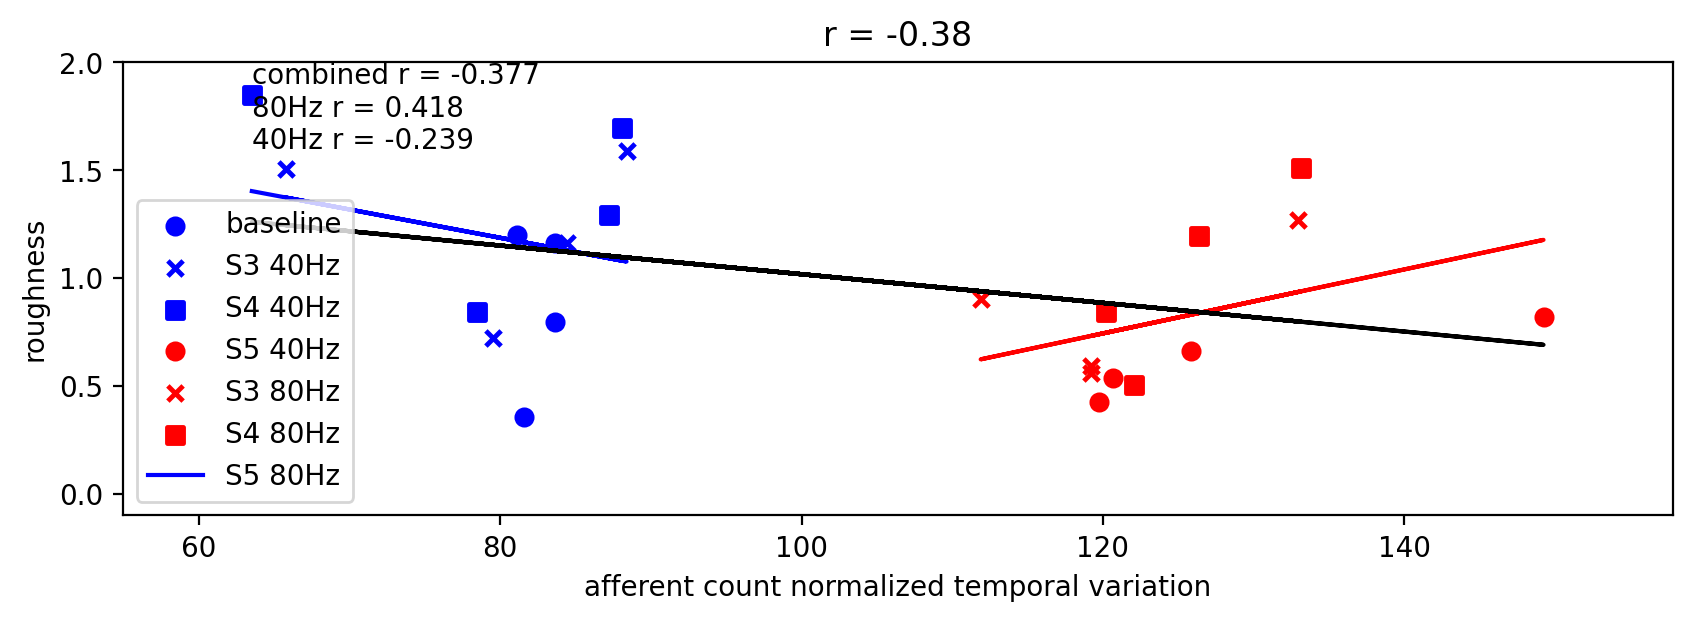 r = -0.38
combined r = -0.377
80Hz r = 0.418
40Hz r = -0.239
baseline
S3 40Hz
S4 40Hz
S5 40Hz
S3 80Hz
S4 80Hz
S5 80Hz
roughness
2.0
1.5
1.0
0.5
0.0
60 80 100 120 140
afferent count normalized temporal variation